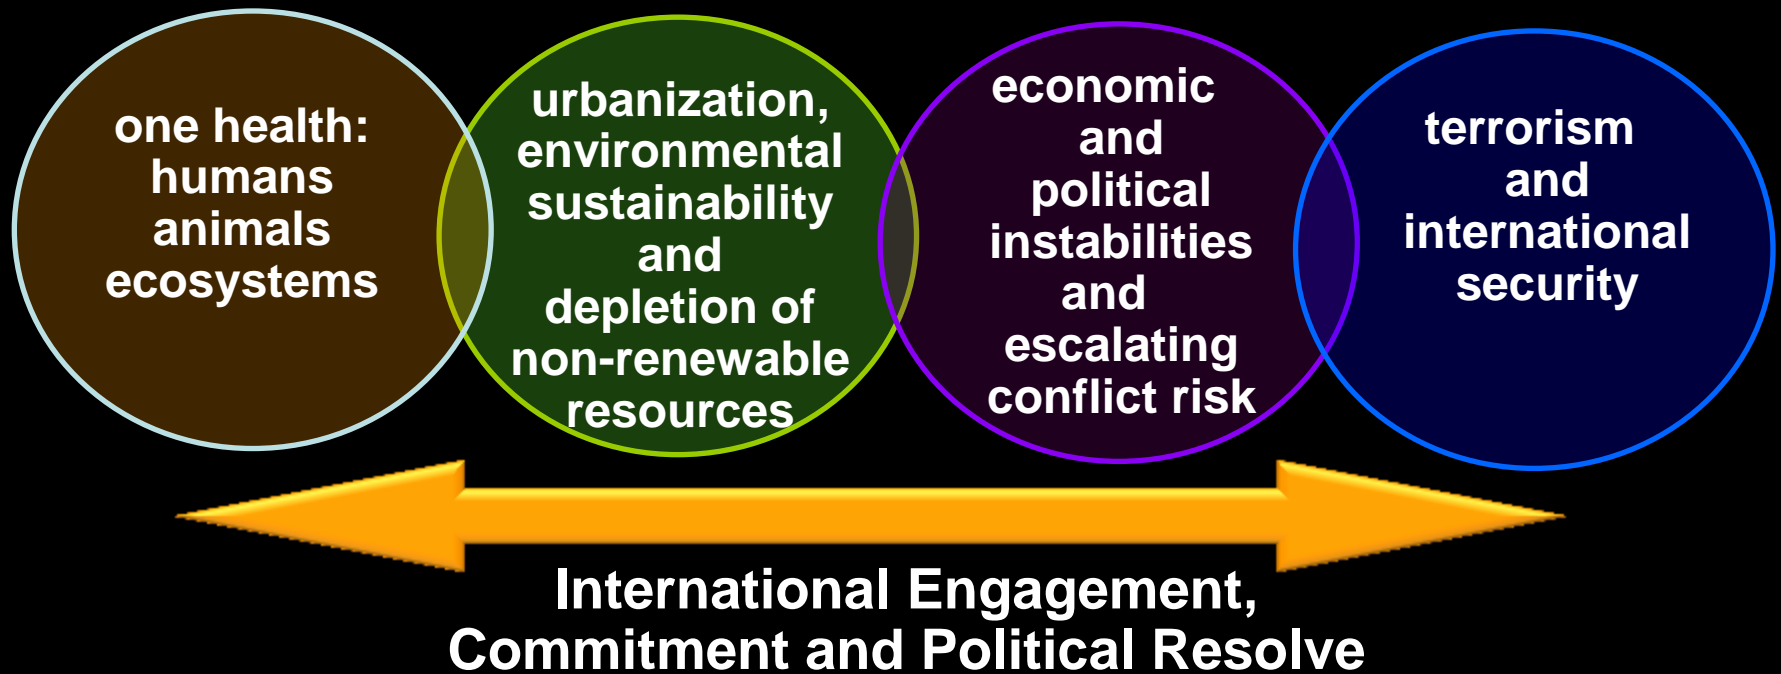 one health:
humans
animals
ecosystems
urbanization,
environmental
sustainability
and
depletion of
non-renewable
resources
economic
and
political
instabilities
and
escalating
conflict risk
terrorism
and
international
security
International Engagement,
Commitment and Political Resolve